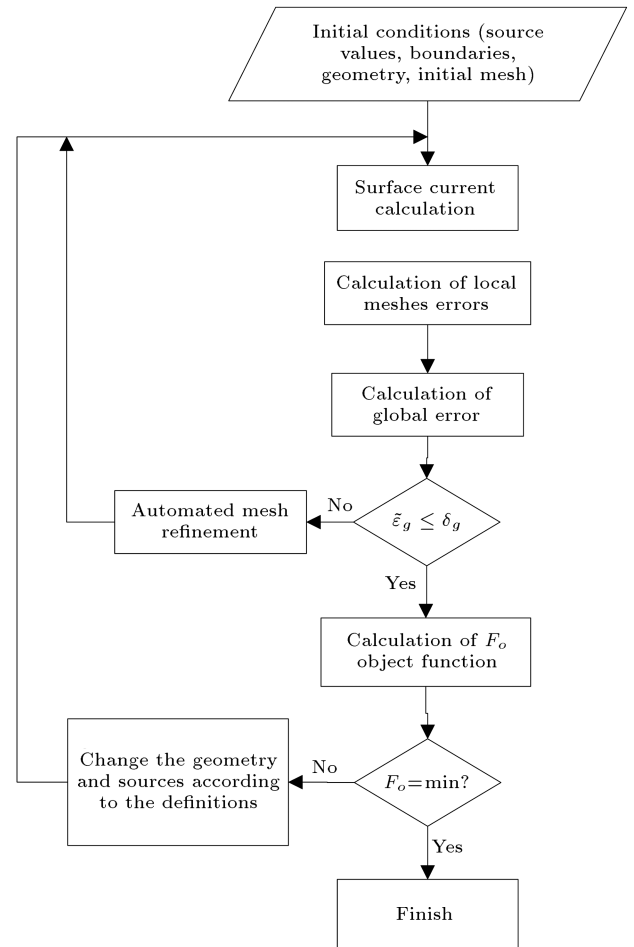 Initial conditions (source
values, boundaries,
geometry, initial mesh)
Surface current
calculation
Calculation of local
meshes errors
Calculation of
global error
ε̃g ≤ δg
No
Automated mesh
refinement
Yes
Calculation of Fo
object function
Fo=min?
No
Change the geometry
and sources according
to the definitions
Yes
Finish